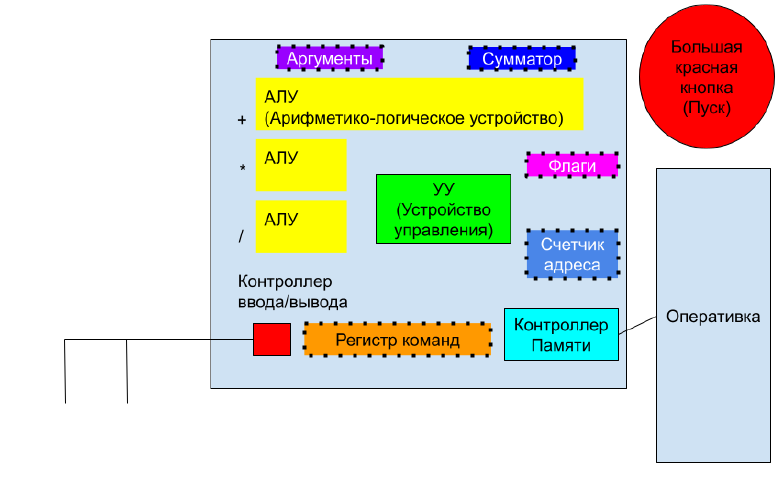 Аргументы
Сумматор
Большая
красная
кнопка
(Пуск)
АЛУ
(Арифметико-логическое устройство)
+
АЛУ
*
Флаги
УУ
(Устройство
управления)
АЛУ
/
Счетчик
адреса
Контроллер
ввода/вывода
Регистр команд
Контроллер
Памяти
Оперативка